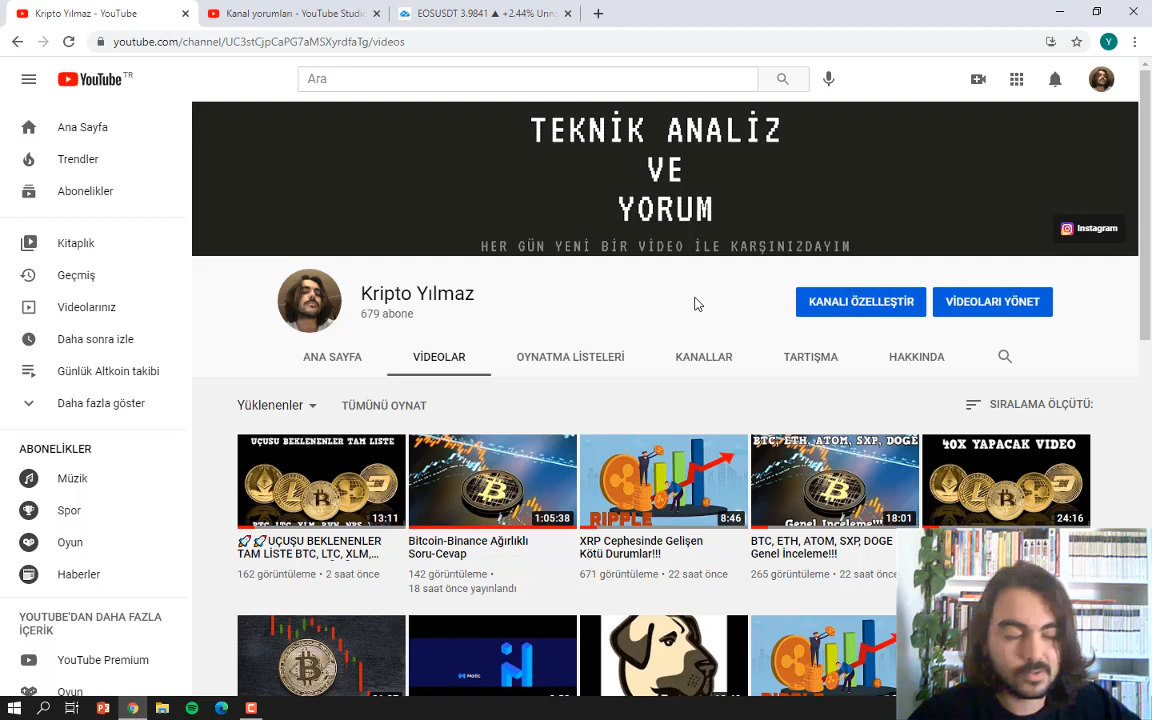 Kripto Yılmaz - YouTube
Kanal yorumları - YouTube Studio
EOSUSDT 3.9841 ▲ +2.44% Unna
youtube.com/channel/UC3stCjpCaPG7aMSXyrdfaTg/videos
Y
YouTube TR
Ara
Ana Sayfa
Trendler
Abonelikler
Kitaplık
Geçmiş
Videolarınız
Daha sonra izle
Günlük Altkoin takibi
Daha fazla göster
ABONELİKLER
Müzik
Spor
Oyun
Haberler
YOUTUBE'DAN DAHA FAZLA
İÇERİK
YouTube Premium
Oyun
TEKNİK ANALİZ
VE
YORUM
HER GÜN YENİ BİR VİDEO İLE KARŞINIZDAYIM
Instagram
Kripto Yılmaz
679 abone
KANALI ÖZELLEŞTİR
VİDEOLARI YÖNET
ANA SAYFA
VİDEOLAR
OYNATMA LİSTELERİ
KANALLAR
TARTIŞMA
HAKKINDA
Yüklenenler
TÜMÜNÜ OYNAT
SIRALAMA ÖLÇÜTÜ:
UÇUSU BEKLENENLER TAM LİSTE
13:11
🚀🚀UÇUŞU BEKLENENLER
TAM LİSTE BTC, LTC, XLM,...
162 görüntüleme • 2 saat önce
1:05:38
Bitcoin-Binance Ağırlıklı
Soru-Cevap
142 görüntüleme •
18 saat önce yayınlandı
RIPPLE
8:46
XRP Cephesinde Gelişen
Kötü Durumlar!!!
671 görüntüleme • 22 saat önce
BTC, ETH, ATOM, SXP, DOGE
Genel İnceleme!!!
18:01
BTC, ETH, ATOM, SXP, DOGE
Genel İnceleme!!!
265 görüntüleme • 22 saat önce
40X YAPACAK VIDEO
24:16
Matic